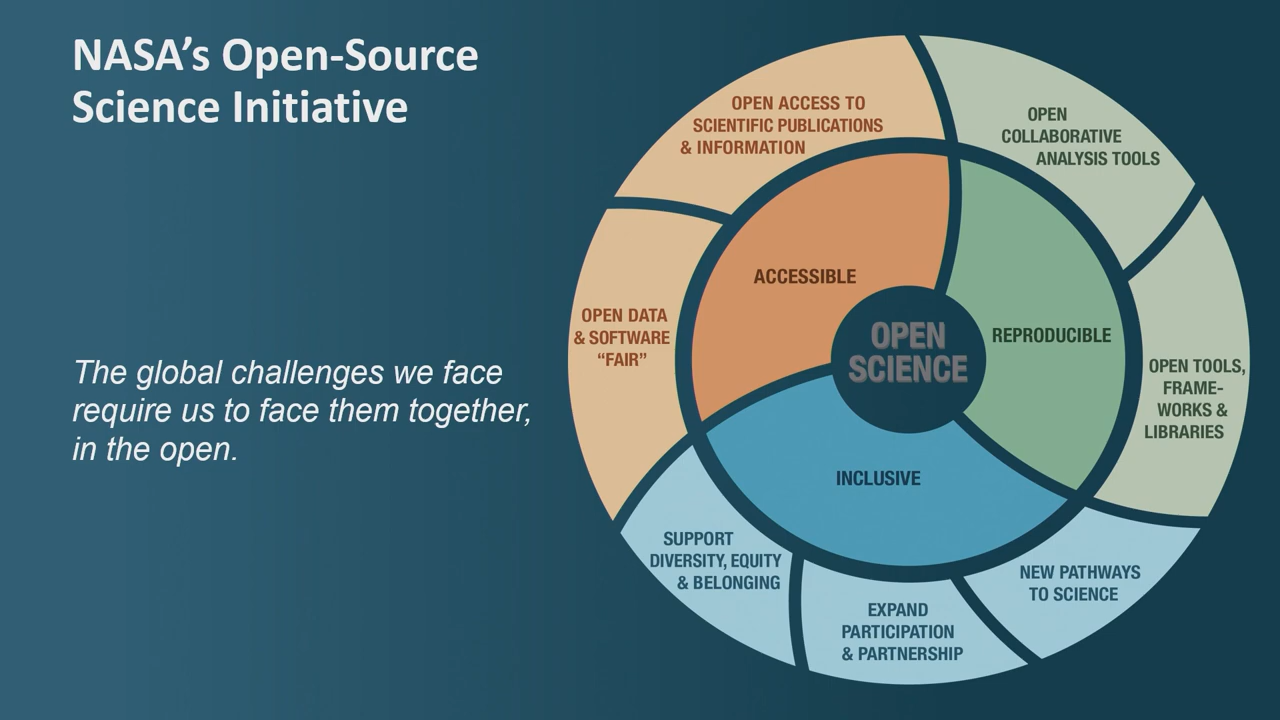 NASA’s Open-Source
Science Initiative
The global challenges we face
require us to face them together,
in the open.
OPEN ACCESS TO
SCIENTIFIC PUBLICATIONS
& INFORMATION
OPEN
COLLABORATIVE
ANALYSIS TOOLS
ACCESSIBLE
OPEN DATA
& SOFTWARE
“FAIR”
OPEN
SCIENCE
REPRODUCIBLE
OPEN TOOLS,
FRAME-
WORKS &
LIBRARIES
INCLUSIVE
SUPPORT
DIVERSITY, EQUITY
& BELONGING
EXPAND
PARTICIPATION
& PARTNERSHIP
NEW PATHWAYS
TO SCIENCE